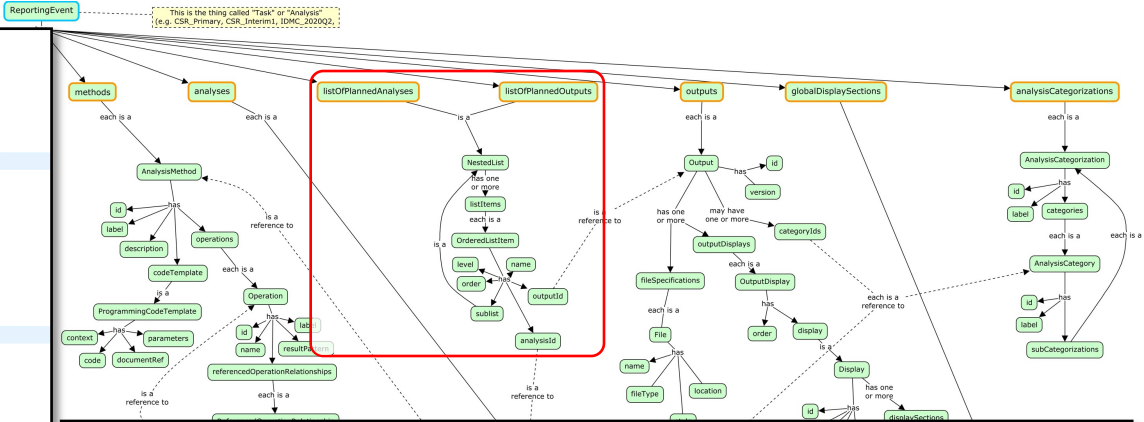 ReportingEvent
This is the thing called "Task" or "Analysis"
(e.g. CSR_Primary, CSR_Interim1, IDMC_2020Q2,
methods
analyses
listOfPlannedAnalyses
listOfPlannedOutputs
outputs
globalDisplaySections
analysisCategorizations
each is a
each is a
is a
each is a
each is a
AnalysisMethod
NestedList
Output
id
AnalysisCategorization
has one
or more
has
version
has
id
label
description
has
operations
is a
reference to
listItems
each is a
OrderedListItem
is a
level
name
order
has
outputId
sublist
analysisId
is a
reference to
has one
or more
may have
one or more
categoryIds
outputDisplays
each is a
id
label
categories
each is a
each is a
AnalysisCategory
codeTemplate
is a
each is a
Operation
ProgrammingCodeTemplate
has
context
parameters
code
documentRef
has
id
label
name
resultPattern
referencedOperationRelationships
each is a
is a
reference to
is a
reference to
fileSpecifications
each is a
File
has
name
fileType
location
OutputDisplay
has
order
display
is a
Display
each is a
reference to
has one
or more
id
has
displaySections
has
id
label
subCategorizations